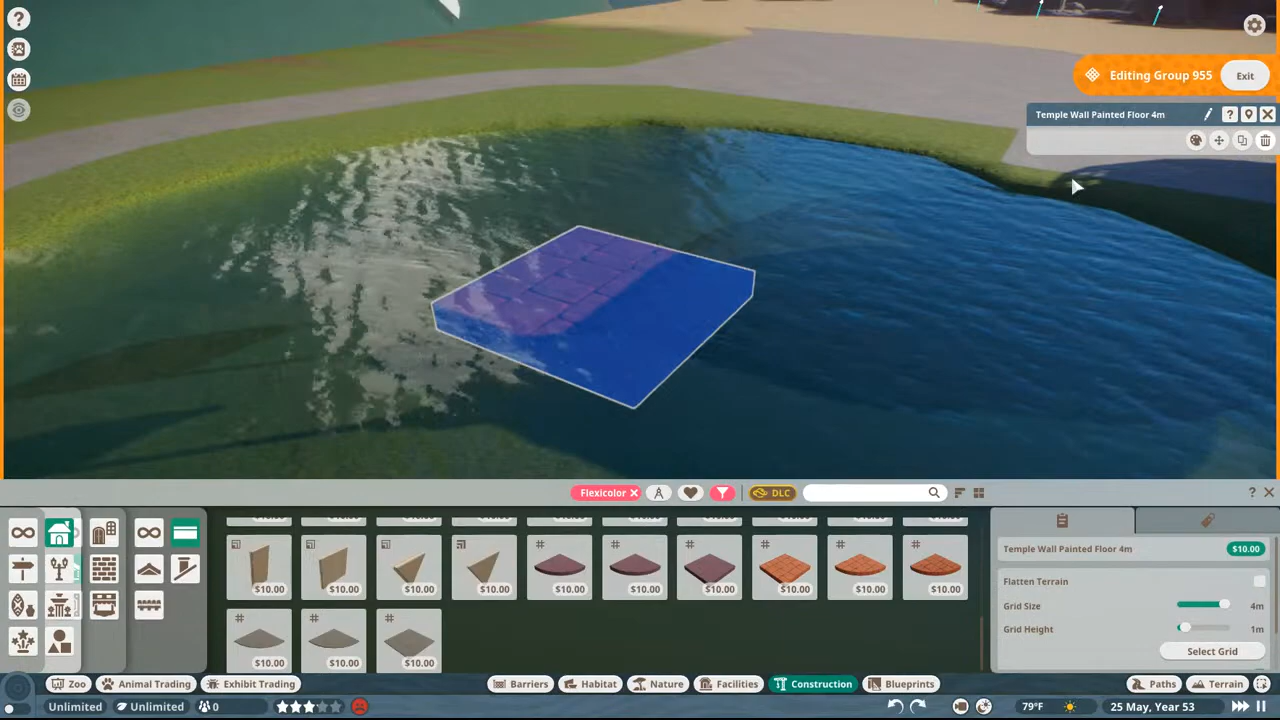 Editing Group 955 Exit
Temple Wall Painted Floor 4m ?
Flexicolor DLC ?
$10.00 $10.00 $10.00 $10.00 $10.00 $10.00 $10.00 $10.00 $10.00 $10.00
$10.00 $10.00 $10.00
Temple Wall Painted Floor 4m $10.00
Flatten Terrain
Grid Size 4m
Grid Height 1m
Select Grid
Zoo Animal Trading Exhibit Trading Barriers Habitat Nature Facilities Construction Blueprints Paths Terrain
Unlimited Unlimited 0 79°F 25 May, Year 53